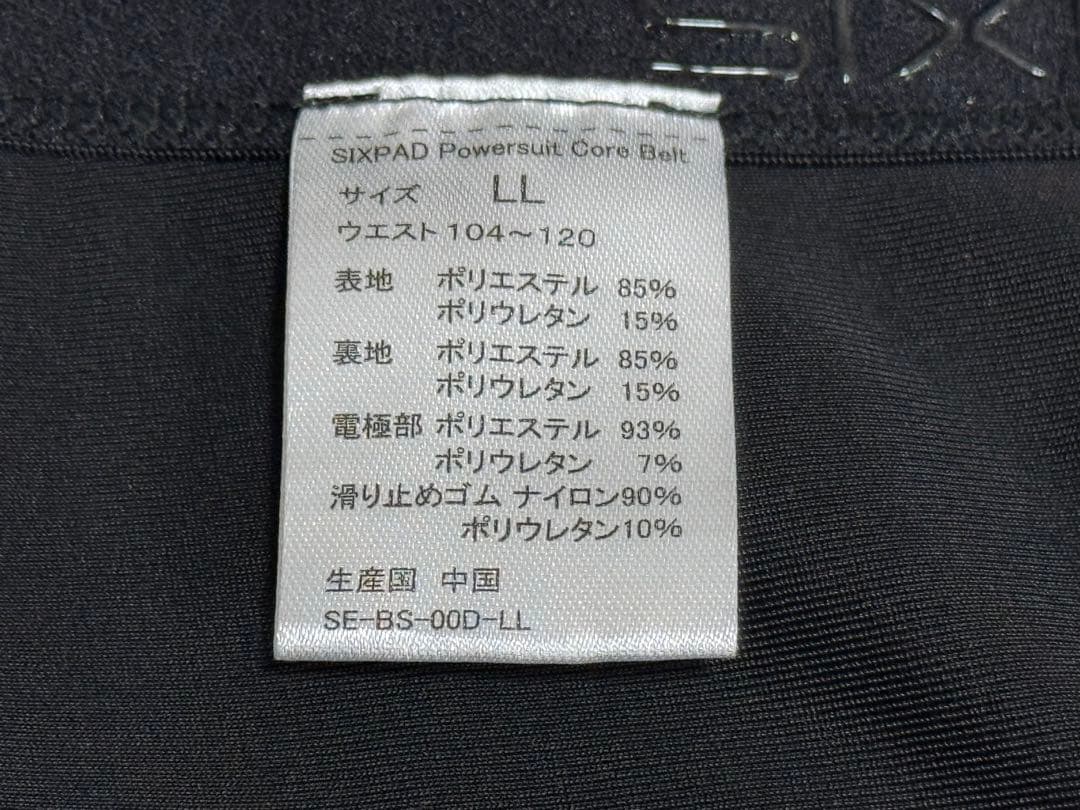 SIX
SIXPAD Powersuit Core Belt
サイズ LL
ウエスト 104～120
表地 ポリエステル 85%
ポリウレタン 15%
裏地 ポリエステル 85%
ポリウレタン 15%
電極部 ポリエステル 93%
ポリウレタン 7%
滑り止めゴム ナイロン90%
ポリウレタン10%
生産国 中国
SE-BS-00D-LL